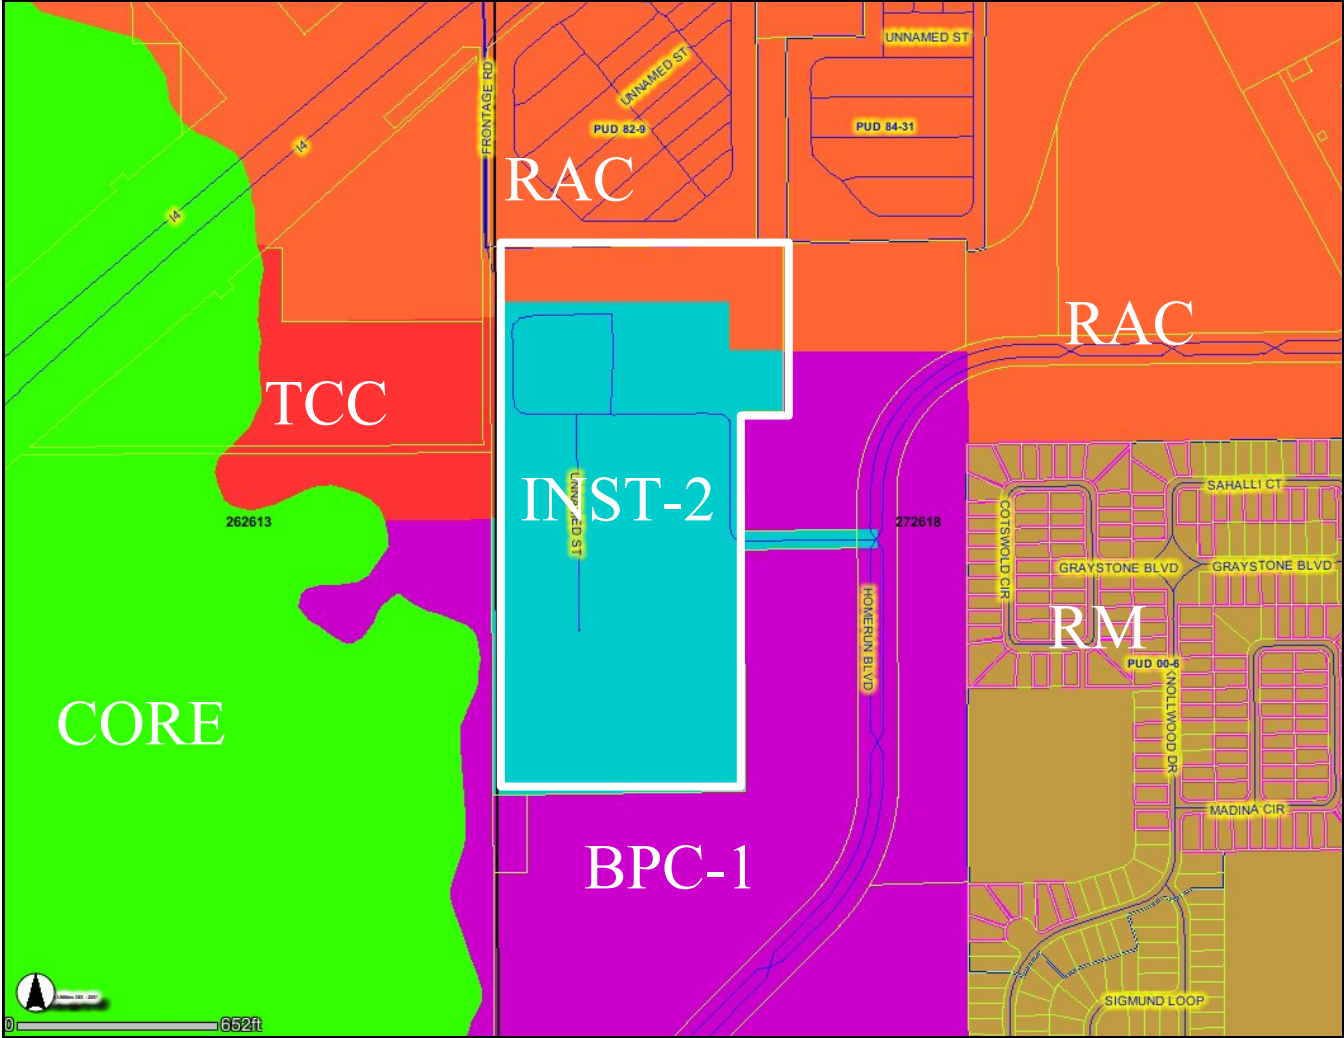 UNNAMED ST
UNNAMED ST
FRONTAGE RD
PUD 82-9
PUD 84-31
I4
RAC
I4
RAC
TCC
SAHALLI CT
INST-2
UNNAMED ST
262613
272618
COTSWOLD CIR
GRAYSTONE BLVD
GRAYSTONE BLVD
HOMERUN BLVD
RM
PUD 00-6
KNOLLWOOD DR
CORE
MADINA CIR
BPC-1
SIGMUND LOOP
0
652ft